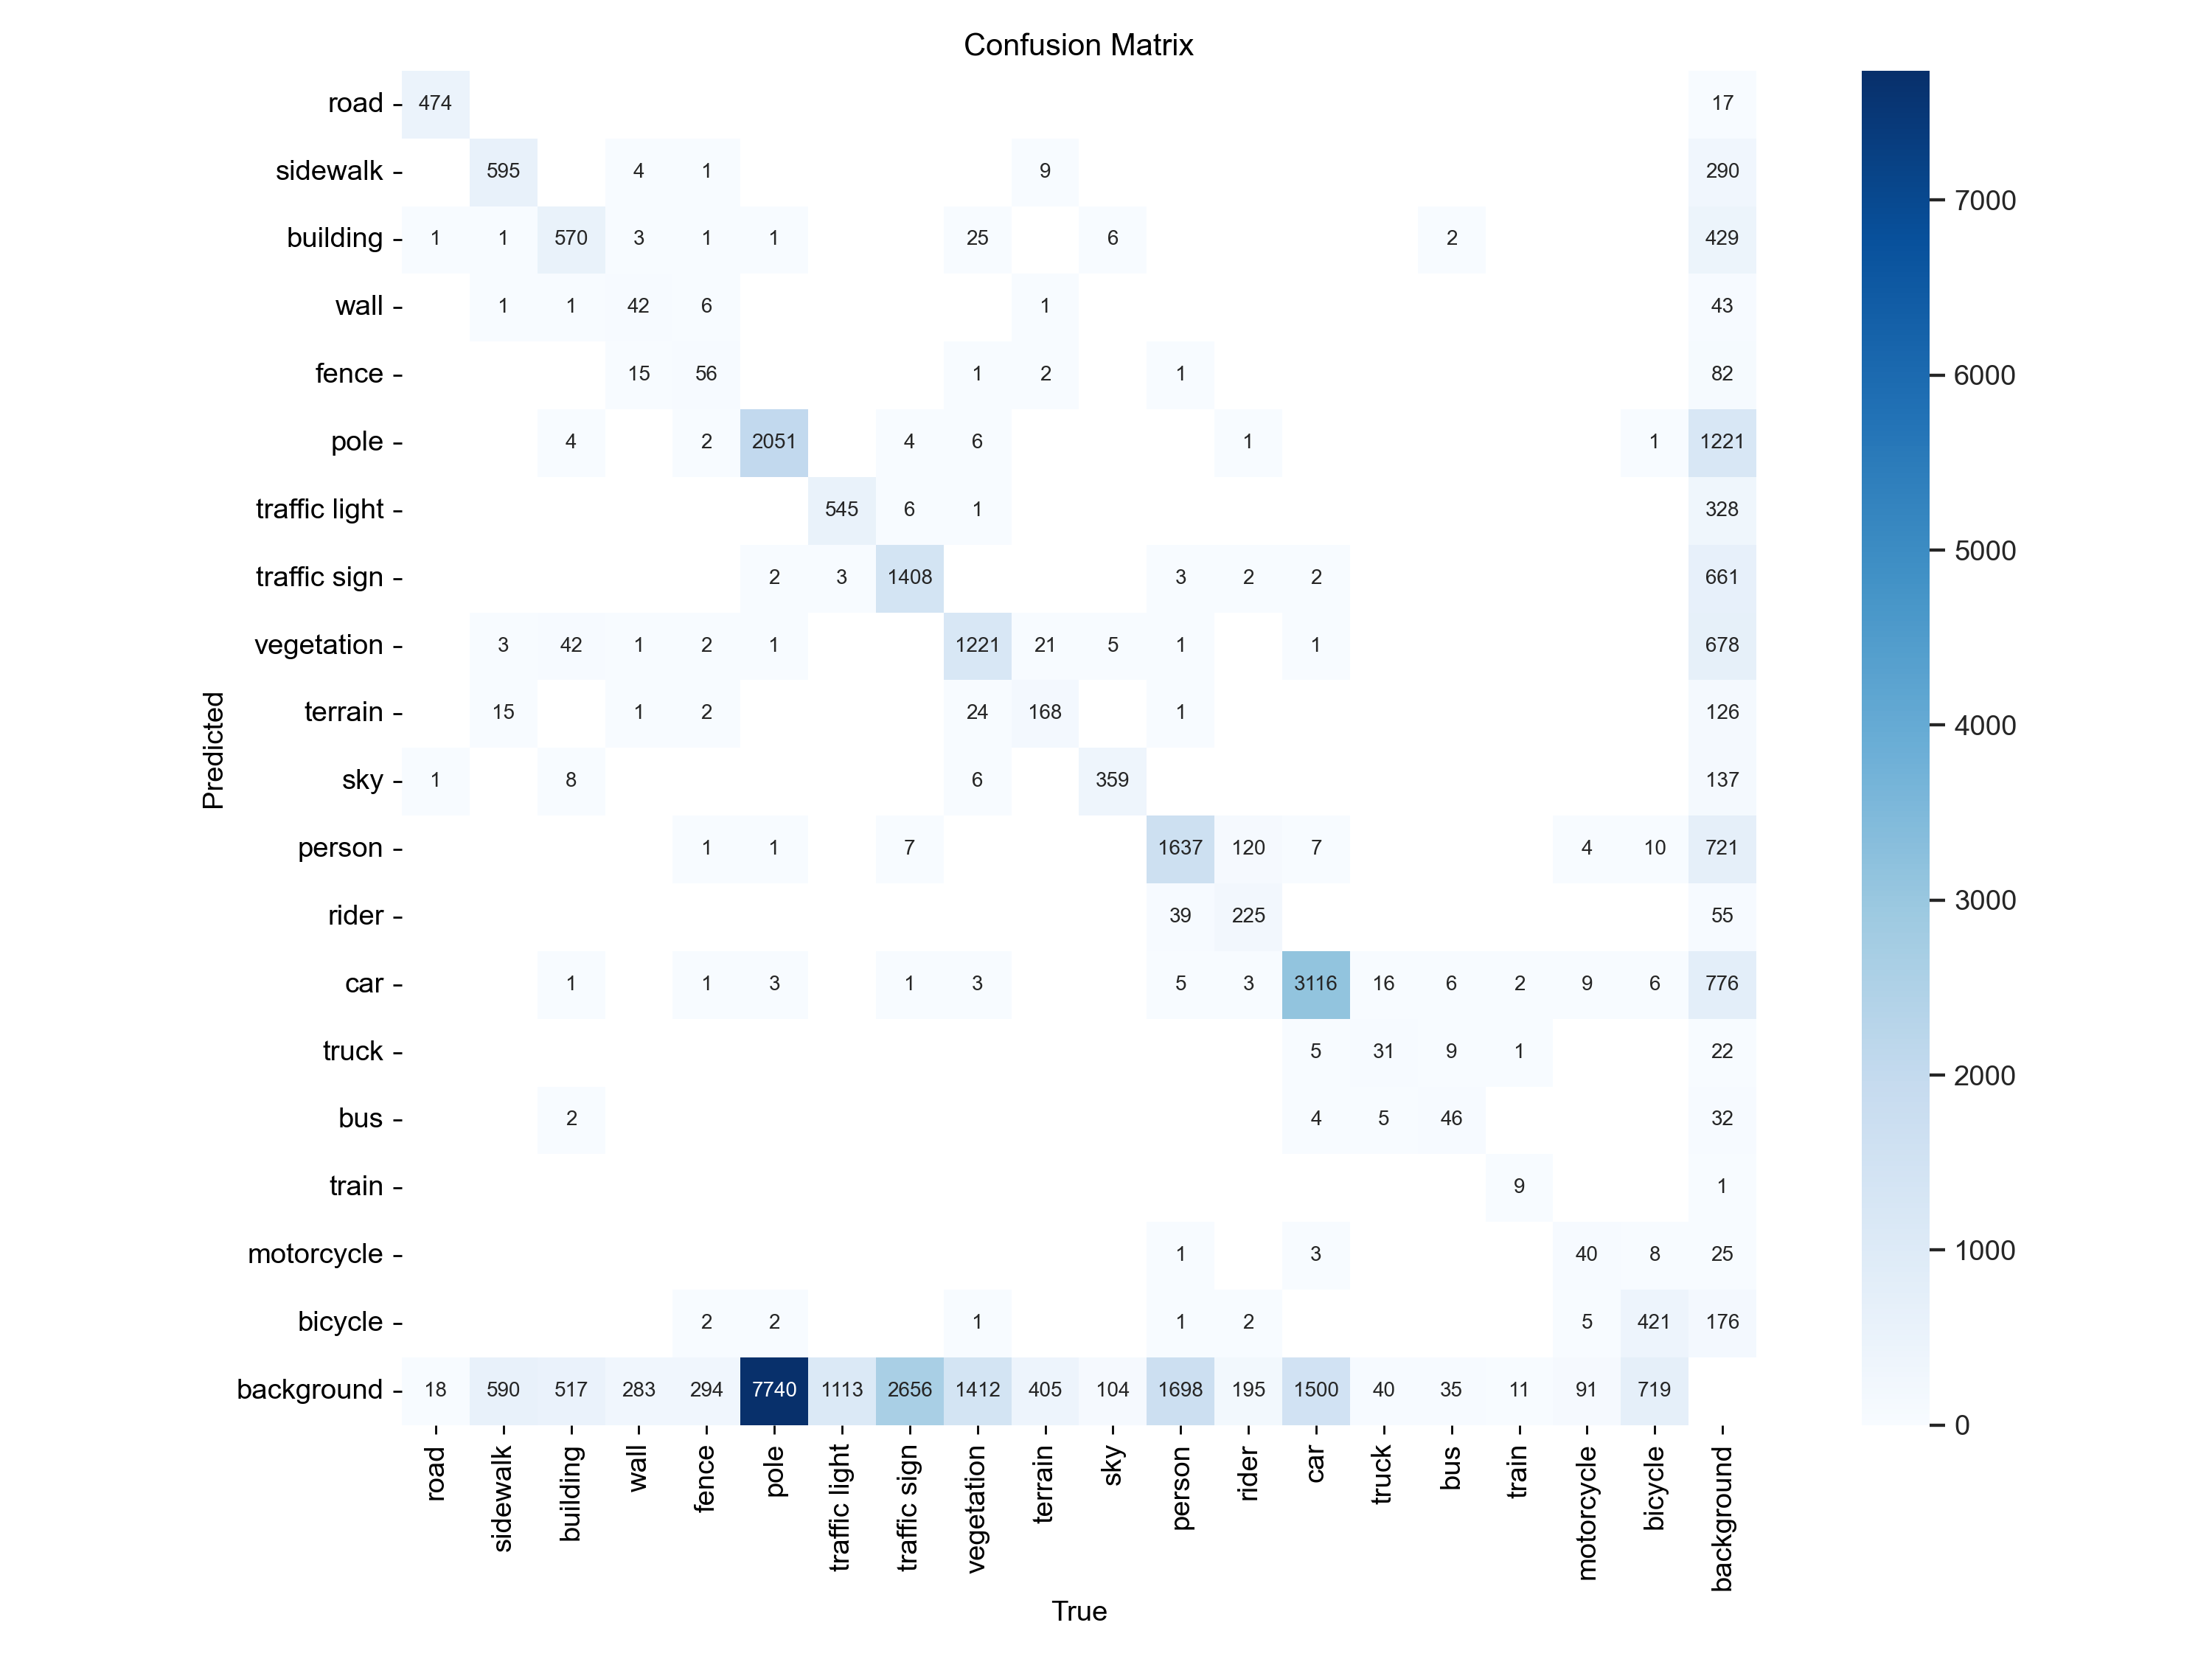 Confusion Matrix
road 474 17
sidewalk 595 4 1 9 290
7000
building 1 1 570 3 1 1 25 6 2 429
wall 1 1 42 6 1 43
fence 15 56 1 2 1 82
6000
pole 4 2 2051 4 6 1 1 1221
traffic light 545 6 1 328
5000
traffic sign 2 3 1408 3 2 2 661
vegetation 3 42 1 2 1 1221 21 5 1 1 678
terrain 15 1 2 24 168 1 126
4000
Predicted
sky 1 8 6 359 137
person 1 1 7 1637 120 7 4 10 721
3000
rider 39 225 55
car 1 1 3 1 3 5 3 3116 16 6 2 9 6 776
truck 5 31 9 1 22
2000
bus 2 4 5 46 32
train 9 1
motorcycle 1 3 40 8 25
1000
bicycle 2 2 1 1 2 5 421 176
background 18 590 517 283 294 7740 1113 2656 1412 405 104 1698 195 1500 40 35 11 91 719
0
road sidewalk building wall fence pole traffic light traffic sign vegetation terrain sky person rider car truck bus train motorcycle bicycle background
True